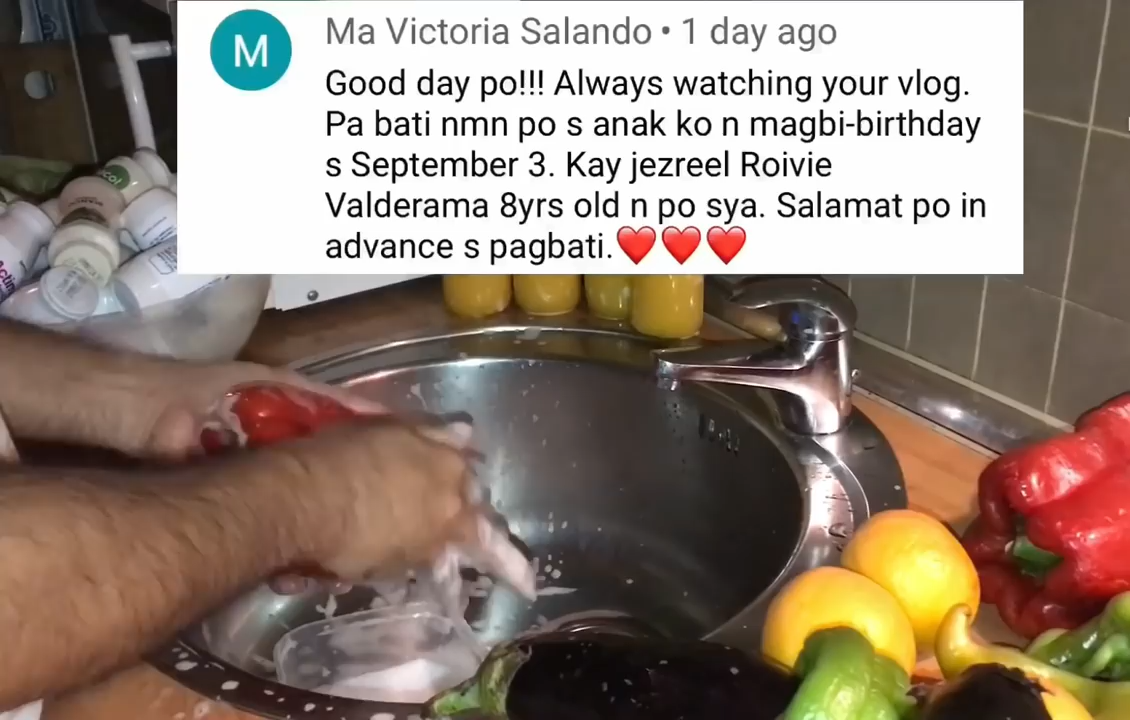 Ma Victoria Salando • 1 day ago
M
Good day po!!! Always watching your vlog.
Pa bati nmn po s anak ko n magbi-birthday
s September 3. Kay jezreel Roivie
Valderama 8yrs old n po sya. Salamat po in
advance s pagbati.❤️❤️❤️